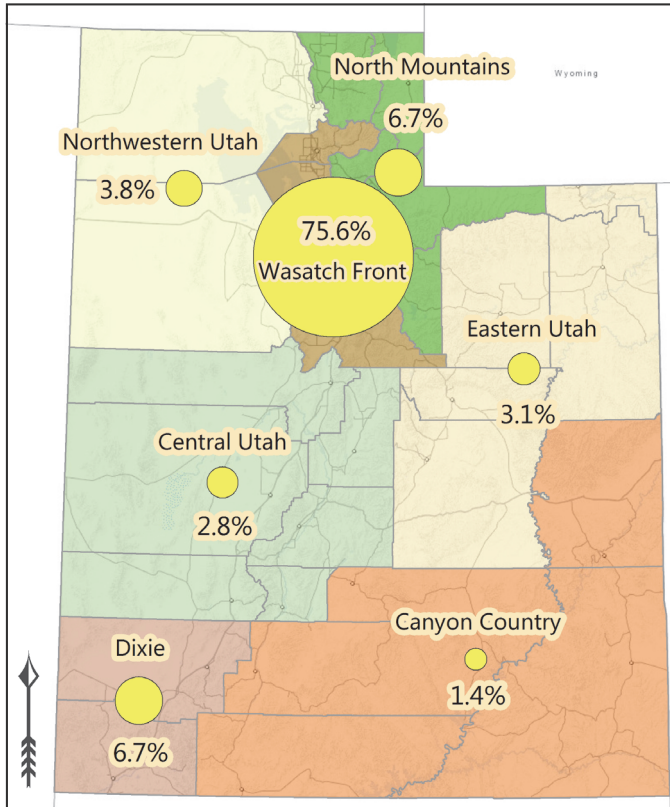 North Mountains
6.7%
Wyoming
Northwestern Utah
3.8%
75.6%
Wasatch Front
Eastern Utah
3.1%
Central Utah
2.8%
Canyon Country
1.4%
Dixie
6.7%